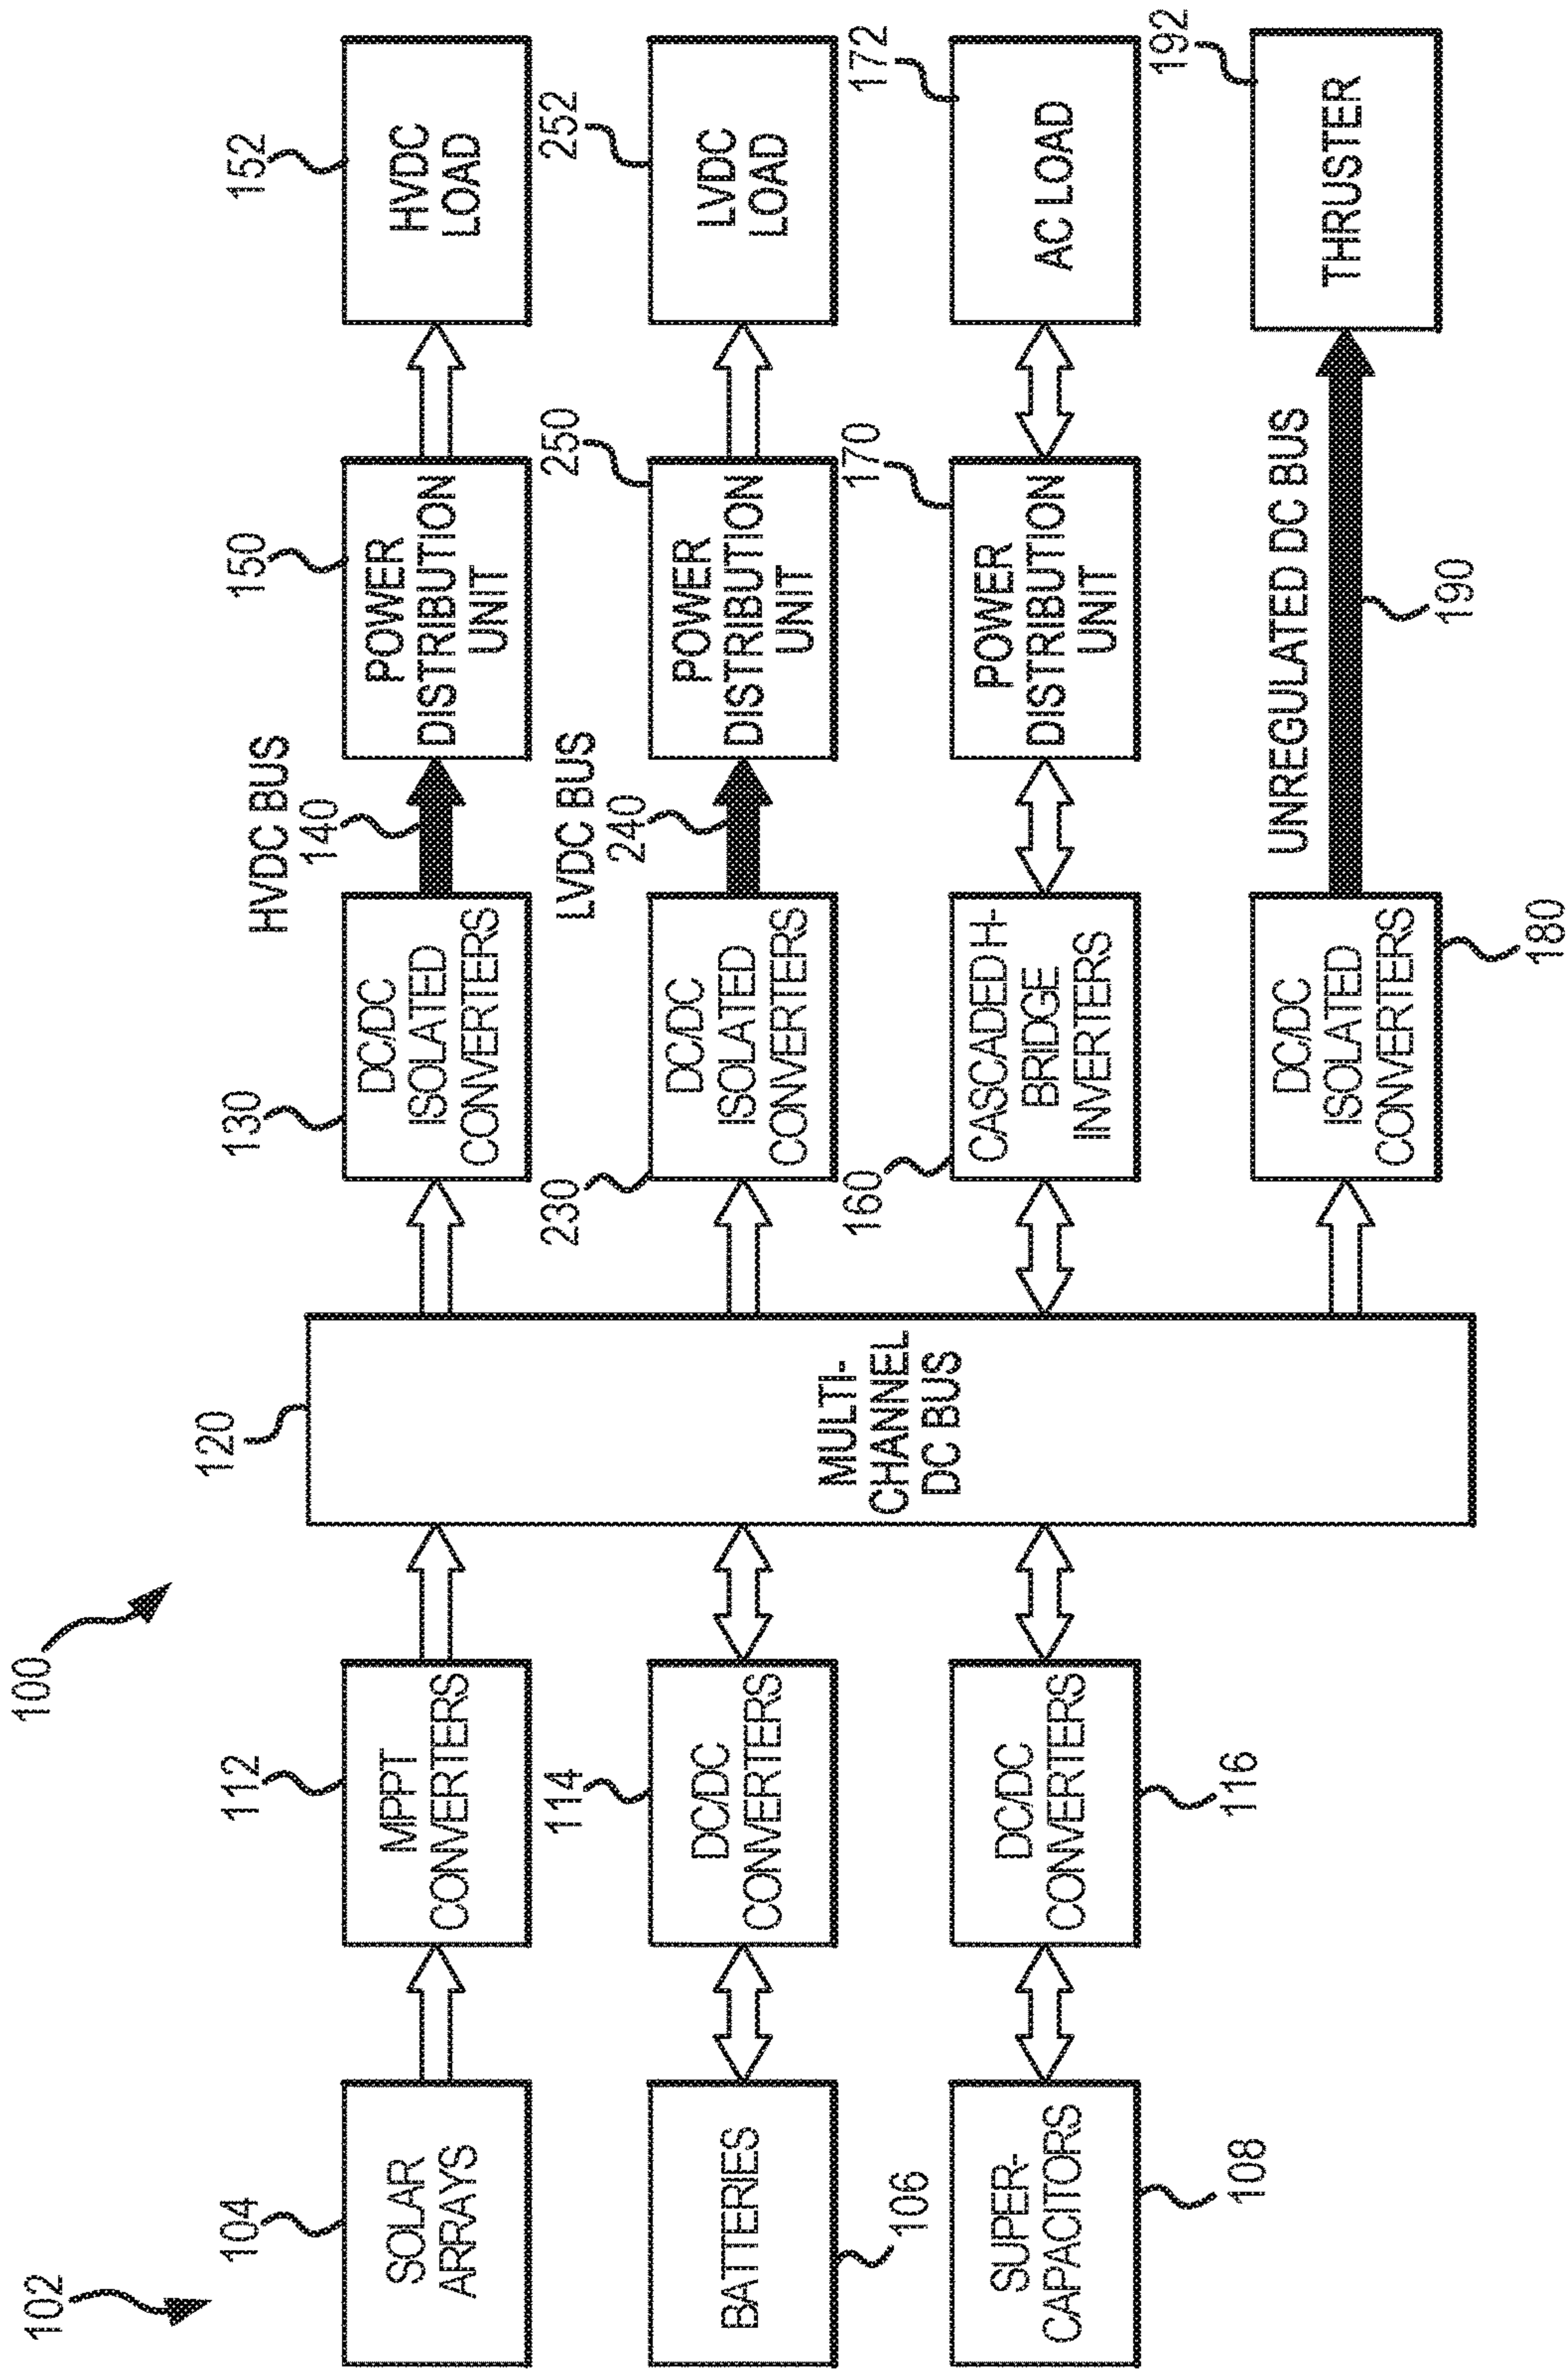 100
102
104
SOLAR
ARRAYS
112
MPPT
CONVERTERS
120
MULTI-
CHANNEL
DC BUS
130
DC/DC
ISOLATED
CONVERTERS
HVDC BUS
140
150
POWER
DISTRIBUTION
UNIT
152
HVDC
LOAD
BATTERIES
106
114
DC/DC
CONVERTERS
230
DC/DC
ISOLATED
CONVERTERS
LVDC BUS
240
250
POWER
DISTRIBUTION
UNIT
252
LVDC
LOAD
SUPER-
CAPACITORS
108
DC/DC
CONVERTERS
116
160
CASCADED H-
BRIDGE
INVERTERS
170
POWER
DISTRIBUTION
UNIT
172
AC LOAD
DC/DC
ISOLATED
CONVERTERS
180
UNREGULATED DC BUS
190
192
THRUSTER